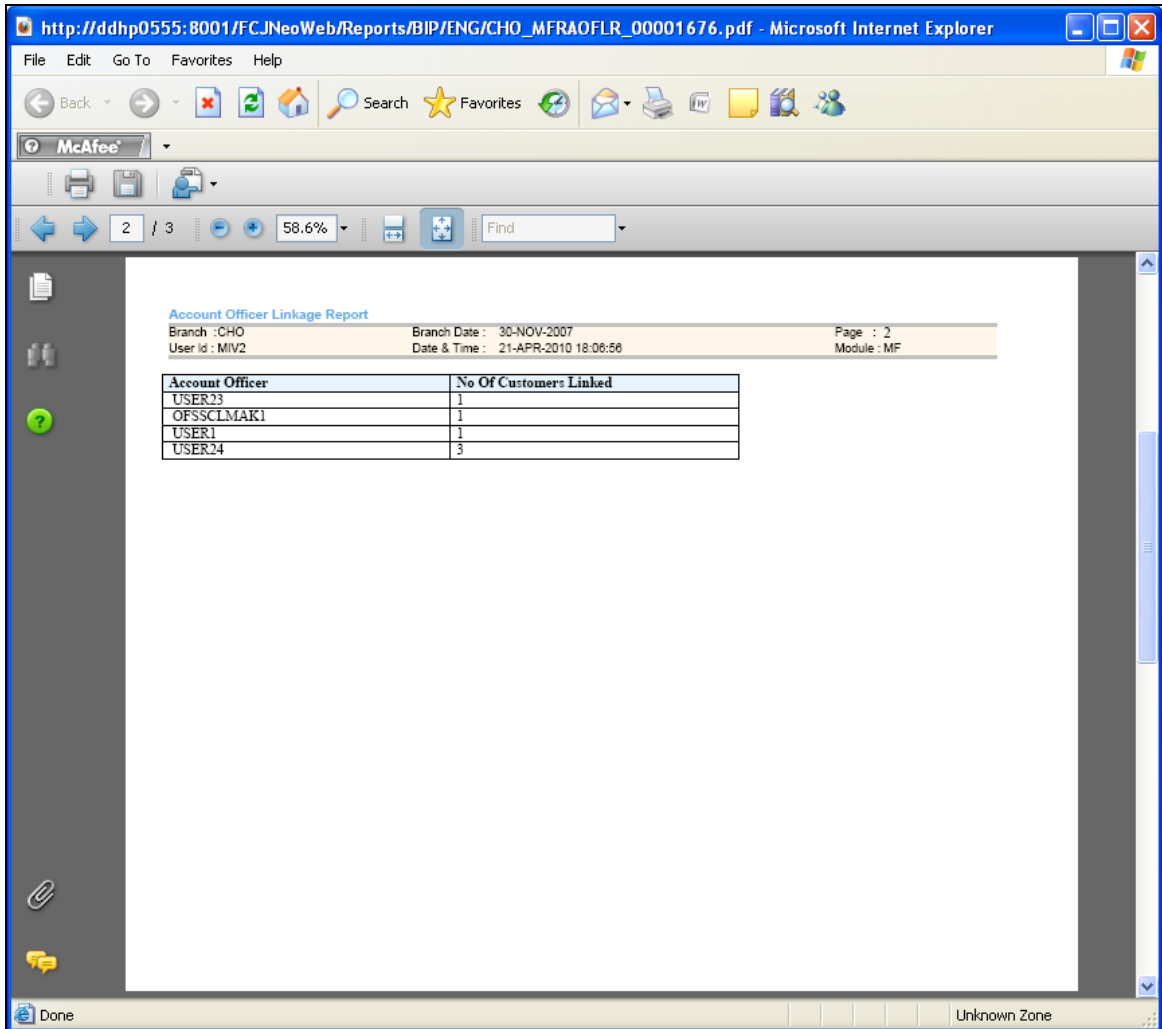 http://ddhp0555:8001/FCJNeoWeb/Reports/BIP/ENG/CHO_MFRAOFLR_00001676.pdf - Microsoft Internet Explorer
File Edit Go To Favorites Help
Back Search Favorites
McAfee
2 / 3 58.6% Find
Account Officer Linkage Report
Branch :CHO Branch Date : 30-NOV-2007 Page : 2
User Id : MIV2 Date & Time : 21-APR-2010 18:06:56 Module : MF
Account Officer No Of Customers Linked
USER23 1
OFSSCLMAK1 1
USER1 1
USER24 3
Done Unknown Zone